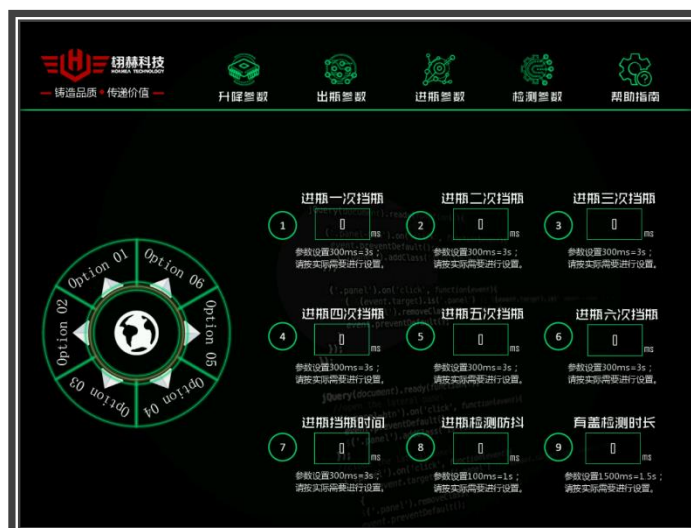 栩赫科技
HOXHEA TECHNOLOGY
铸造品质 传递价值
升降参数
出瓶参数
进瓶参数
检测参数
帮助指南
Option 01
Option 06
Option 02
Option 05
Option 03
Option 04
进瓶一次挡瓶
1
0
ms
参数设置300ms=3s；
请按实际需要进行设置。
进瓶二次挡瓶
2
0
ms
参数设置300ms=3s；
请按实际需要进行设置。
进瓶三次挡瓶
3
0
ms
参数设置300ms=3s；
请按实际需要进行设置。
进瓶四次挡瓶
4
0
ms
参数设置300ms=3s；
请按实际需要进行设置。
进瓶五次挡瓶
5
0
ms
参数设置300ms=3s；
请按实际需要进行设置。
进瓶六次挡瓶
6
0
ms
参数设置300ms=3s；
请按实际需要进行设置。
进瓶挡瓶时间
7
0
ms
参数设置300ms=3s；
请按实际需要进行设置。
进瓶检测防抖
8
0
ms
参数设置100ms=1s；
请按实际需要进行设置。
有盖检测时长
9
0
ms
参数设置1500ms=1.5s；
请按实际需要进行设置。